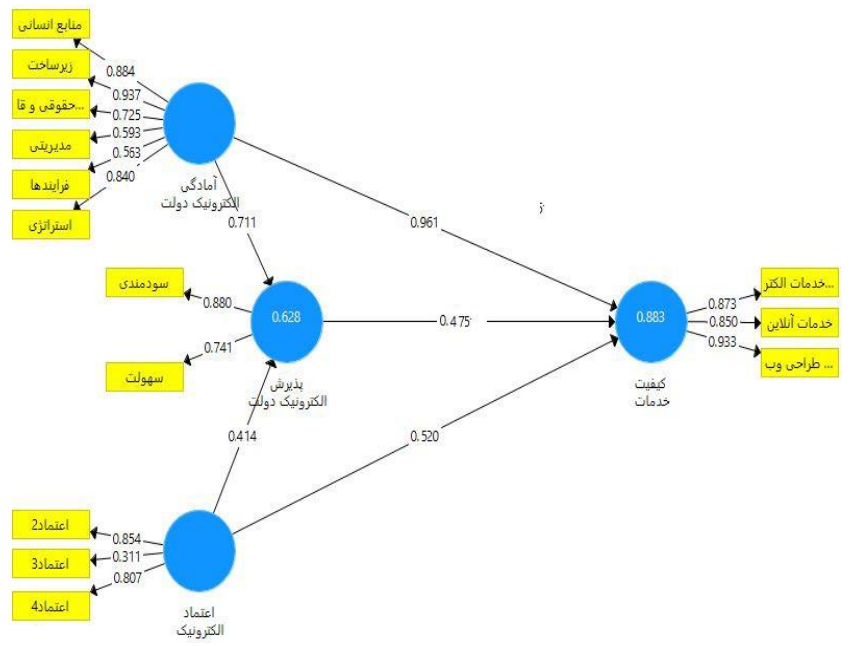 منابع انسانی
0.884
زیرساخت
0.937
حقوقی و قا...
0.725
مدیریتی
0.593
فرایندها
0.563
استراتژی
0.840
آمادگی
الکترونیک دولت
0.711
0.961
سودمندی
0.880
سهولت
0.741
0.628
پذیرش
الکترونیک دولت
0.475
0.883
کیفیت
خدمات
خدمات الکتر...
0.873
خدمات آنلاین
0.850
طراحی وب ...
0.933
0.414
0.520
اعتماد2
0.854
اعتماد3
0.311
اعتماد4
0.807
اعتماد
الکترونیک